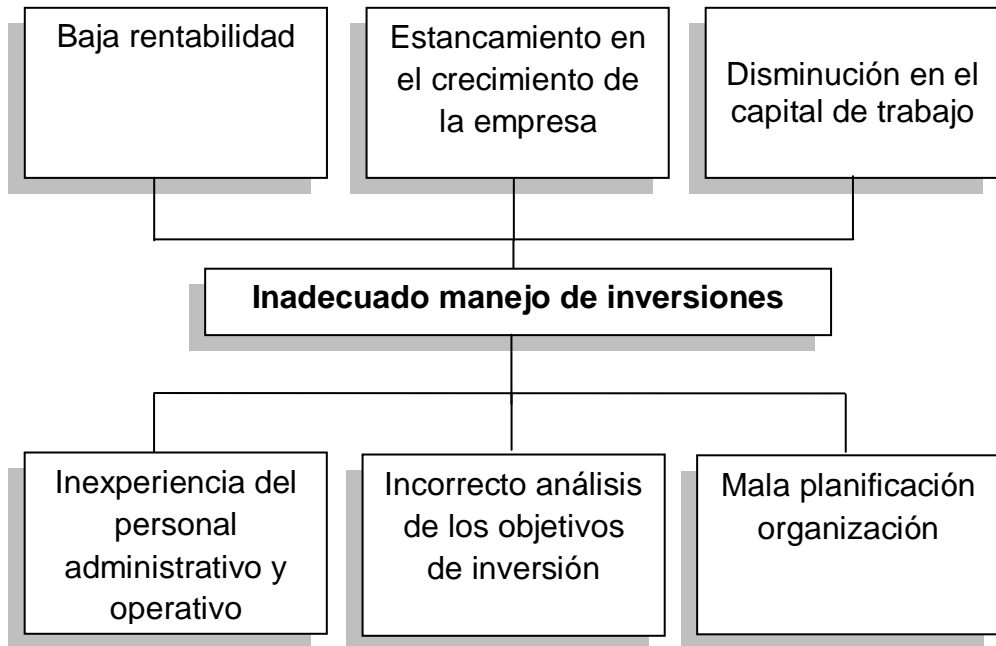 Baja rentabilidad
Estancamiento en
el crecimiento de
la empresa
Disminución en el
capital de trabajo
Inadecuado manejo de inversiones
Inexperiencia del
personal
administrativo y
operativo
Incorrecto análisis
de los objetivos
de inversión
Mala planificación
organización